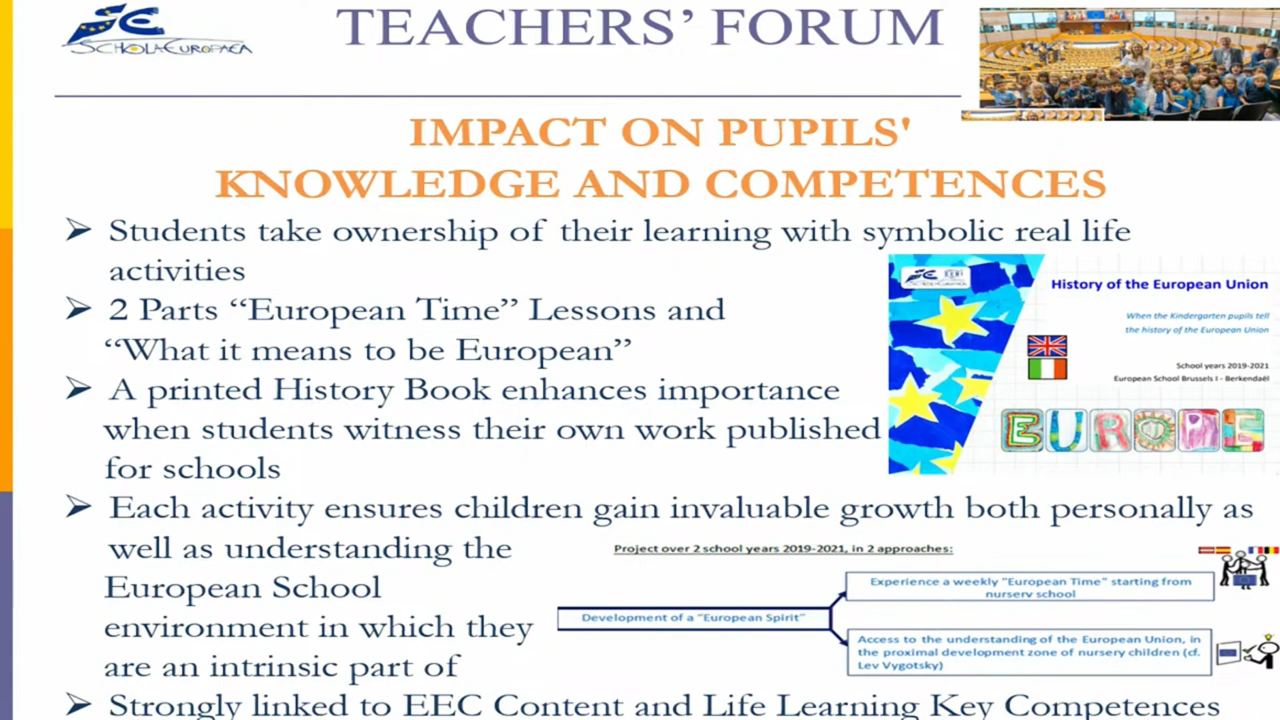 SCHOLA EUROPAEA
TEACHERS' FORUM
IMPACT ON PUPILS'
KNOWLEDGE AND COMPETENCES
Students take ownership of their learning with symbolic real life
activities
2 Parts “European Time” Lessons and
“What it means to be European”
A printed History Book enhances importance
when students witness their own work published
for schools
History of the European Union
When the Kindergarten pupils tell
the history of the European Union
School years 2019-2021
European School Brussels I - Berkendael
EUROPE
Each activity ensures children gain invaluable growth both personally as
well as understanding the
European School
environment in which they
are an intrinsic part of
Project over 2 school years 2019-2021, in 2 approaches:
Development of a “European Spirit”
Experience a weekly "European Time" starting from
nursery school
Access to the understanding of the European Union, in
the proximal development zone of nursery children (cf.
Lev Vygotsky)
Strongly linked to EEC Content and Life Learning Key Competences